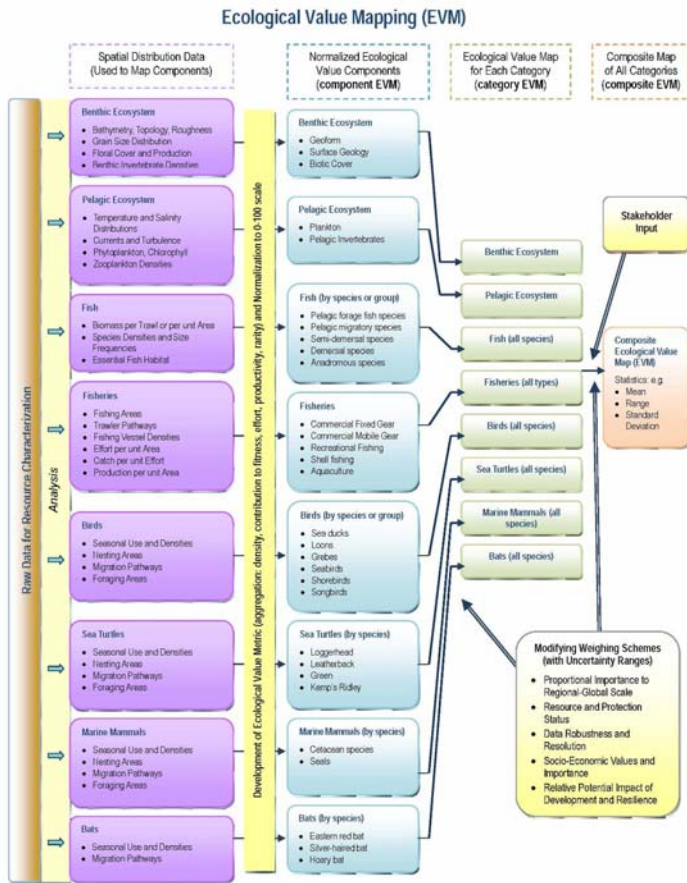 Ecological Value Mapping (EVM)
Spatial Distribution Data
(Used to Map Components)
Normalized Ecological
Value Components
(component EVM)
Ecological Value Map
for Each Category
(category EVM)
Composite Map
of All Categories
(composite EVM)
Raw Data for Resource Characterization
Analysis
Benthic Ecosystem
• Bathymetry, Topology, Roughness
• Grain Size Distribution
• Floral Cover and Production
• Benthic Invertebrate Densities
Pelagic Ecosystem
• Temperature and Salinity
Distributions
• Currents and Turbulence
• Phytoplankton, Chlorophyll
• Zooplankton Densities
Fish
• Biomass per Trawl or per unit Area
• Species Densities and Size
Frequencies
• Essential Fish Habitat
Fisheries
• Fishing Areas
• Trawler Pathways
• Fishing Vessel Densities
• Effort per unit Area
• Catch per unit Effort
• Production per unit Area
Birds
• Seasonal Use and Densities
• Nesting Areas
• Migration Pathways
• Foraging Areas
Sea Turtles
• Seasonal Use and Densities
• Nesting Areas
• Migration Pathways
• Foraging Areas
Marine Mammals
• Seasonal Use and Densities
• Nesting Areas
• Migration Pathways
• Foraging Areas
Bats
• Seasonal Use and Densities
• Migration Pathways
Development of Ecological Value Metric (aggregation: density, contribution to fitness, effort, productivity, rarity) and Normalization to 0-100 scale
Benthic Ecosystem
• Geoform
• Surface Geology
• Biotic Cover
Pelagic Ecosystem
• Plankton
• Pelagic Invertebrates
Fish (by species or group)
• Pelagic forage fish species
• Pelagic migratory species
• Semi-demersal species
• Demersal species
• Anadromous species
Fisheries
• Commercial Fixed Gear
• Commercial Mobile Gear
• Recreational Fishing
• Shell fishing
• Aquaculture
Birds (by species or group)
• Sea ducks
• Loons
• Grebes
• Seabirds
• Shorebirds
• Songbirds
Sea Turtles (by species)
• Loggerhead
• Leatherback
• Green
• Kemp's Ridley
Marine Mammals (by species)
• Cetacean species
• Seals
Bats (by species)
• Eastern red bat
• Silver-haired bat
• Hoary bat
Benthic Ecosystem
Pelagic Ecosystem
Fish (all species)
Fisheries (all types)
Birds (all species)
Sea Turtles (all species)
Marine Mammals (all
species)
Bats (all species)
Stakeholder
Input
Composite
Ecological Value
Map (EVM)
Statistics: e.g.
• Mean
• Range
• Standard
Deviation
Modifying Weighing Schemes
(with Uncertainty Ranges)
• Proportional Importance to
Regional-Global Scale
• Resource and Protection
Status
• Data Robustness and
Resolution
• Socio-Economic Values and
Importance
• Relative Potential Impact of
Development and Resilience